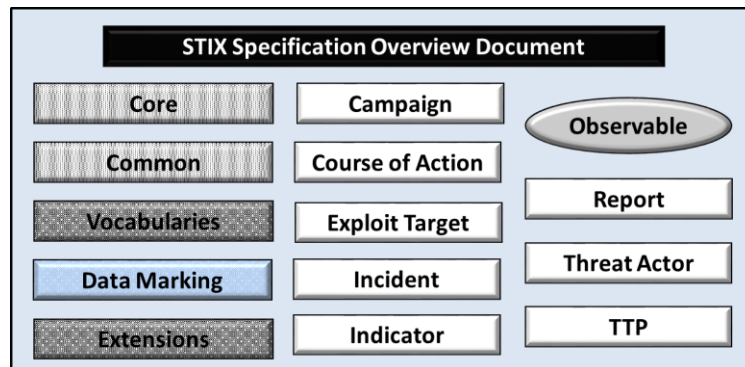 STIX Specification Overview Document
Core
Common
Vocabularies
Data Marking
Extensions
Campaign
Course of Action
Exploit Target
Incident
Indicator
Observable
Report
Threat Actor
TTP